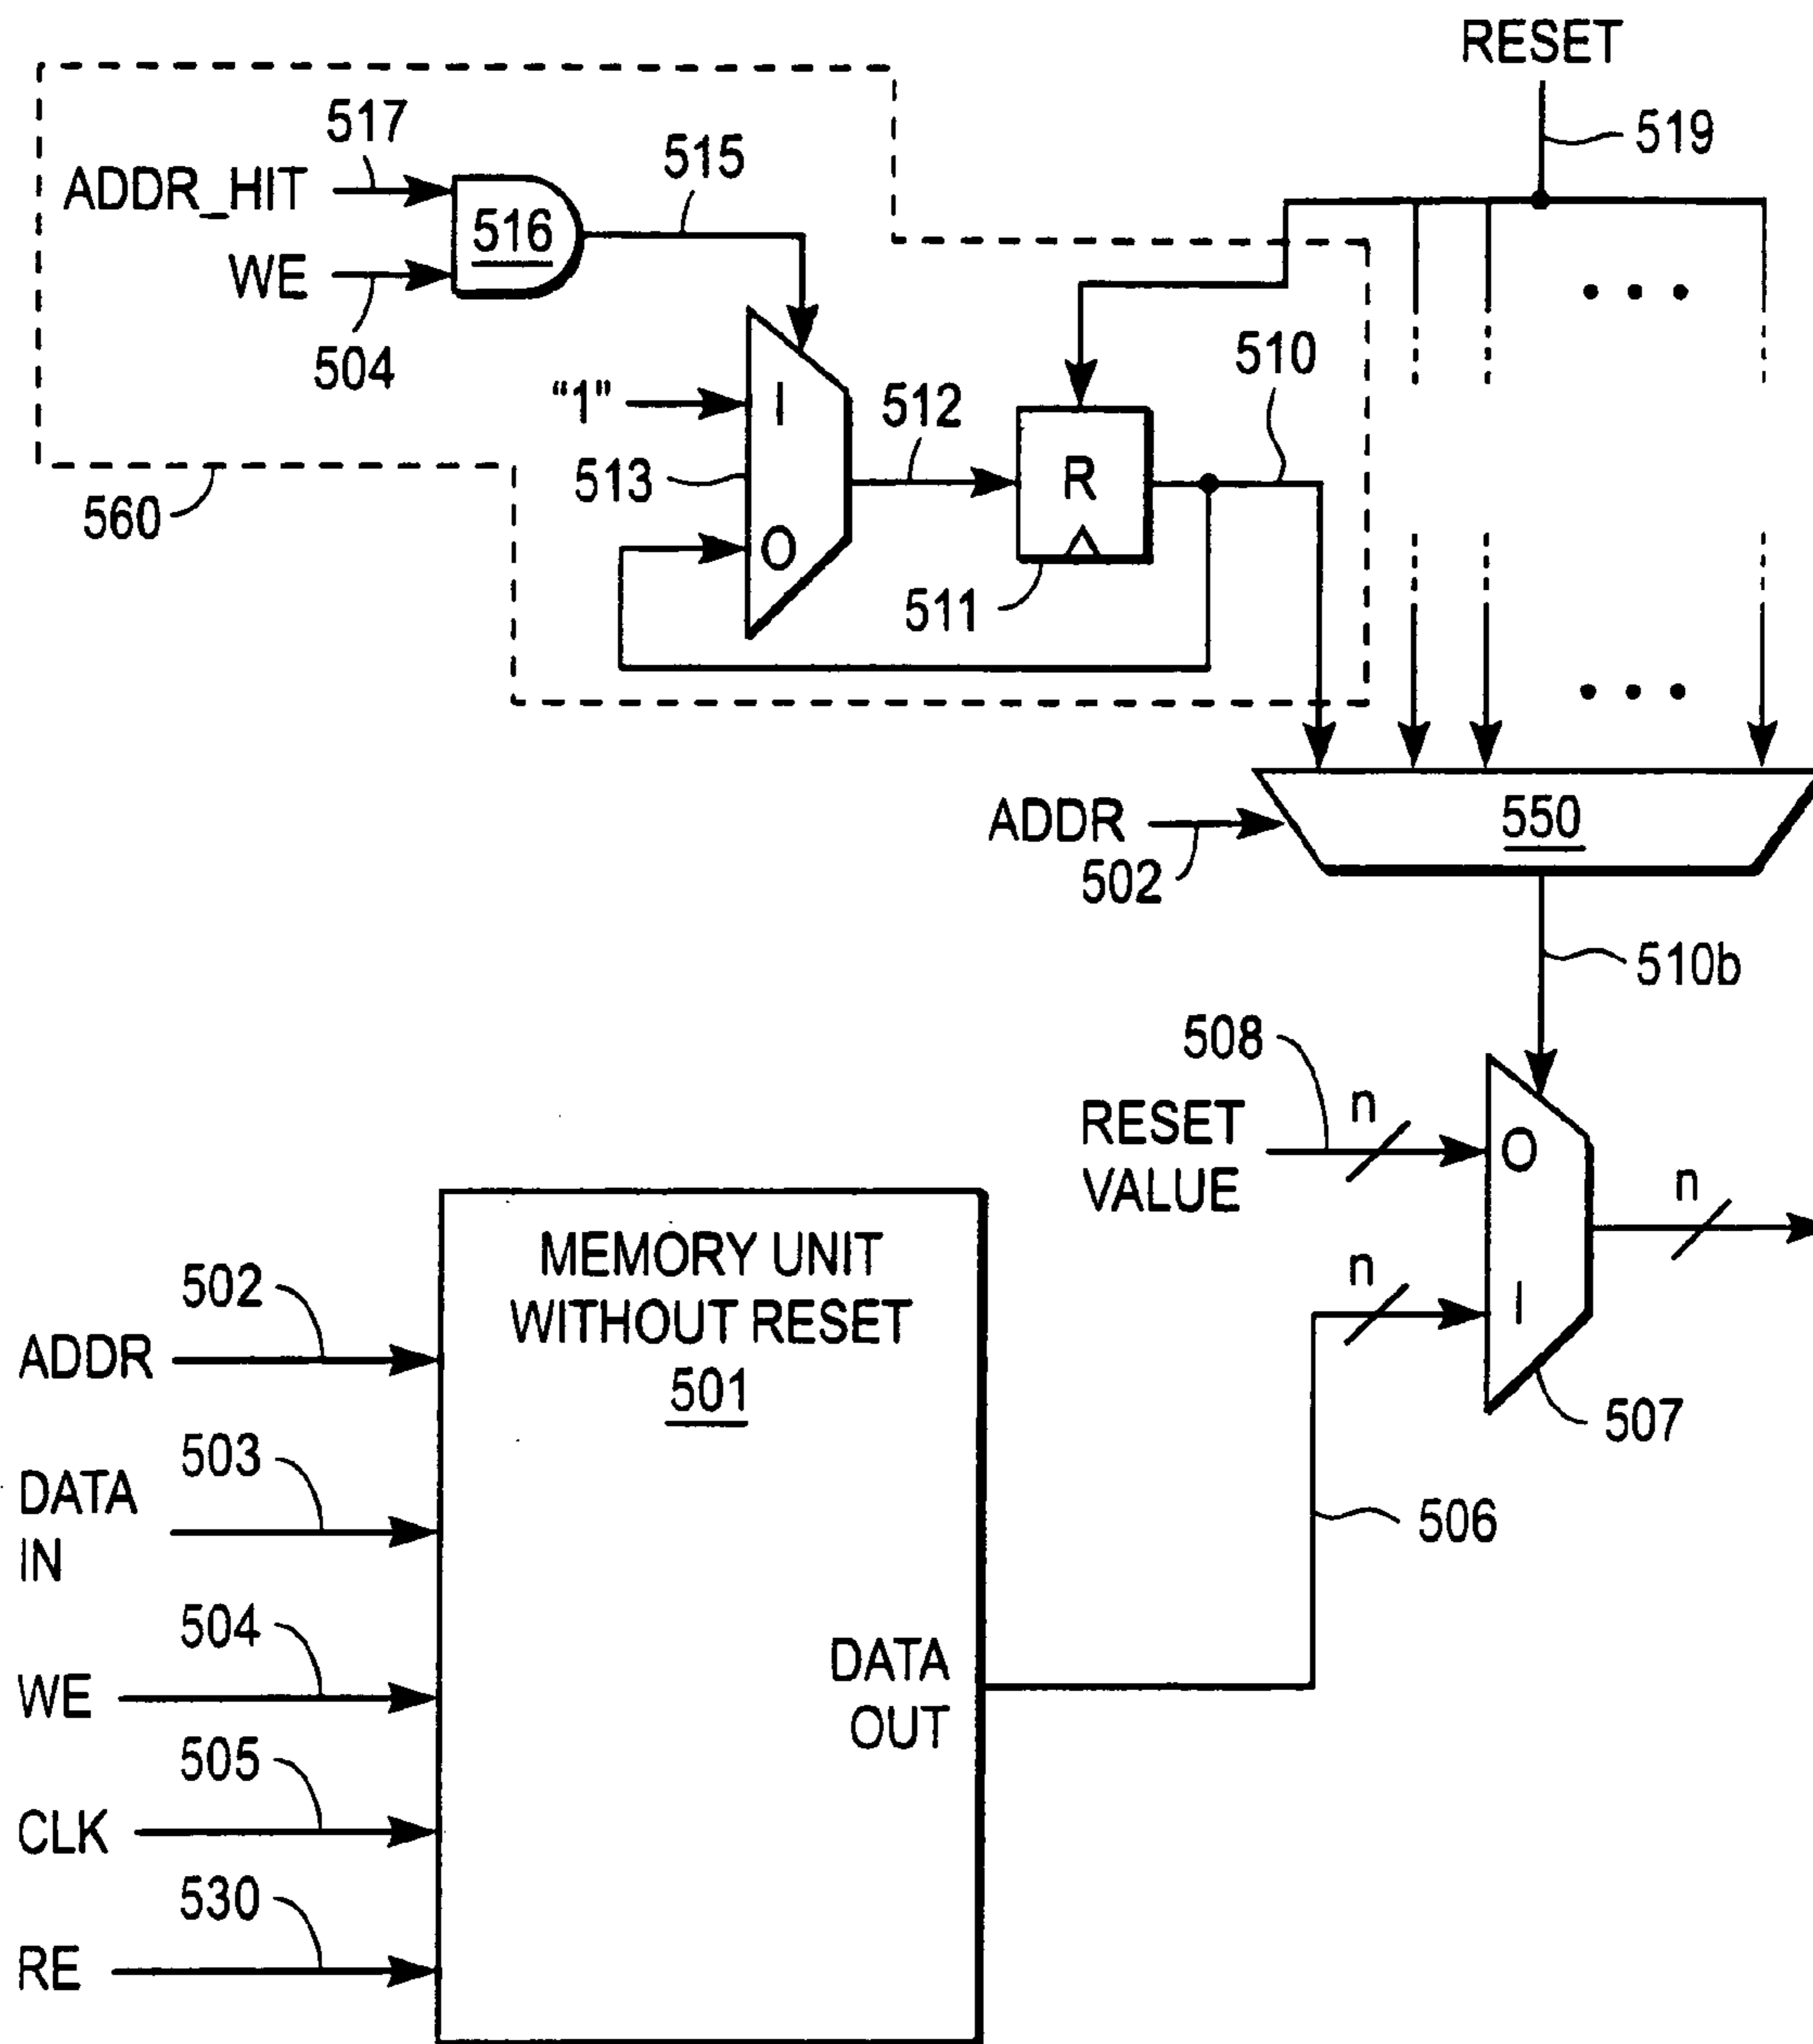 RESET
519
517
ADDR_HIT
515
516
WE
504
510
"1"
I
512
513
R
O
560
511
ADDR
502
550
510b
508
RESET
VALUE
n
O
n
n
I
507
506
MEMORY UNIT
WITHOUT RESET
501
502
ADDR
503
DATA
IN
504
WE
DATA
OUT
505
CLK
530
RE